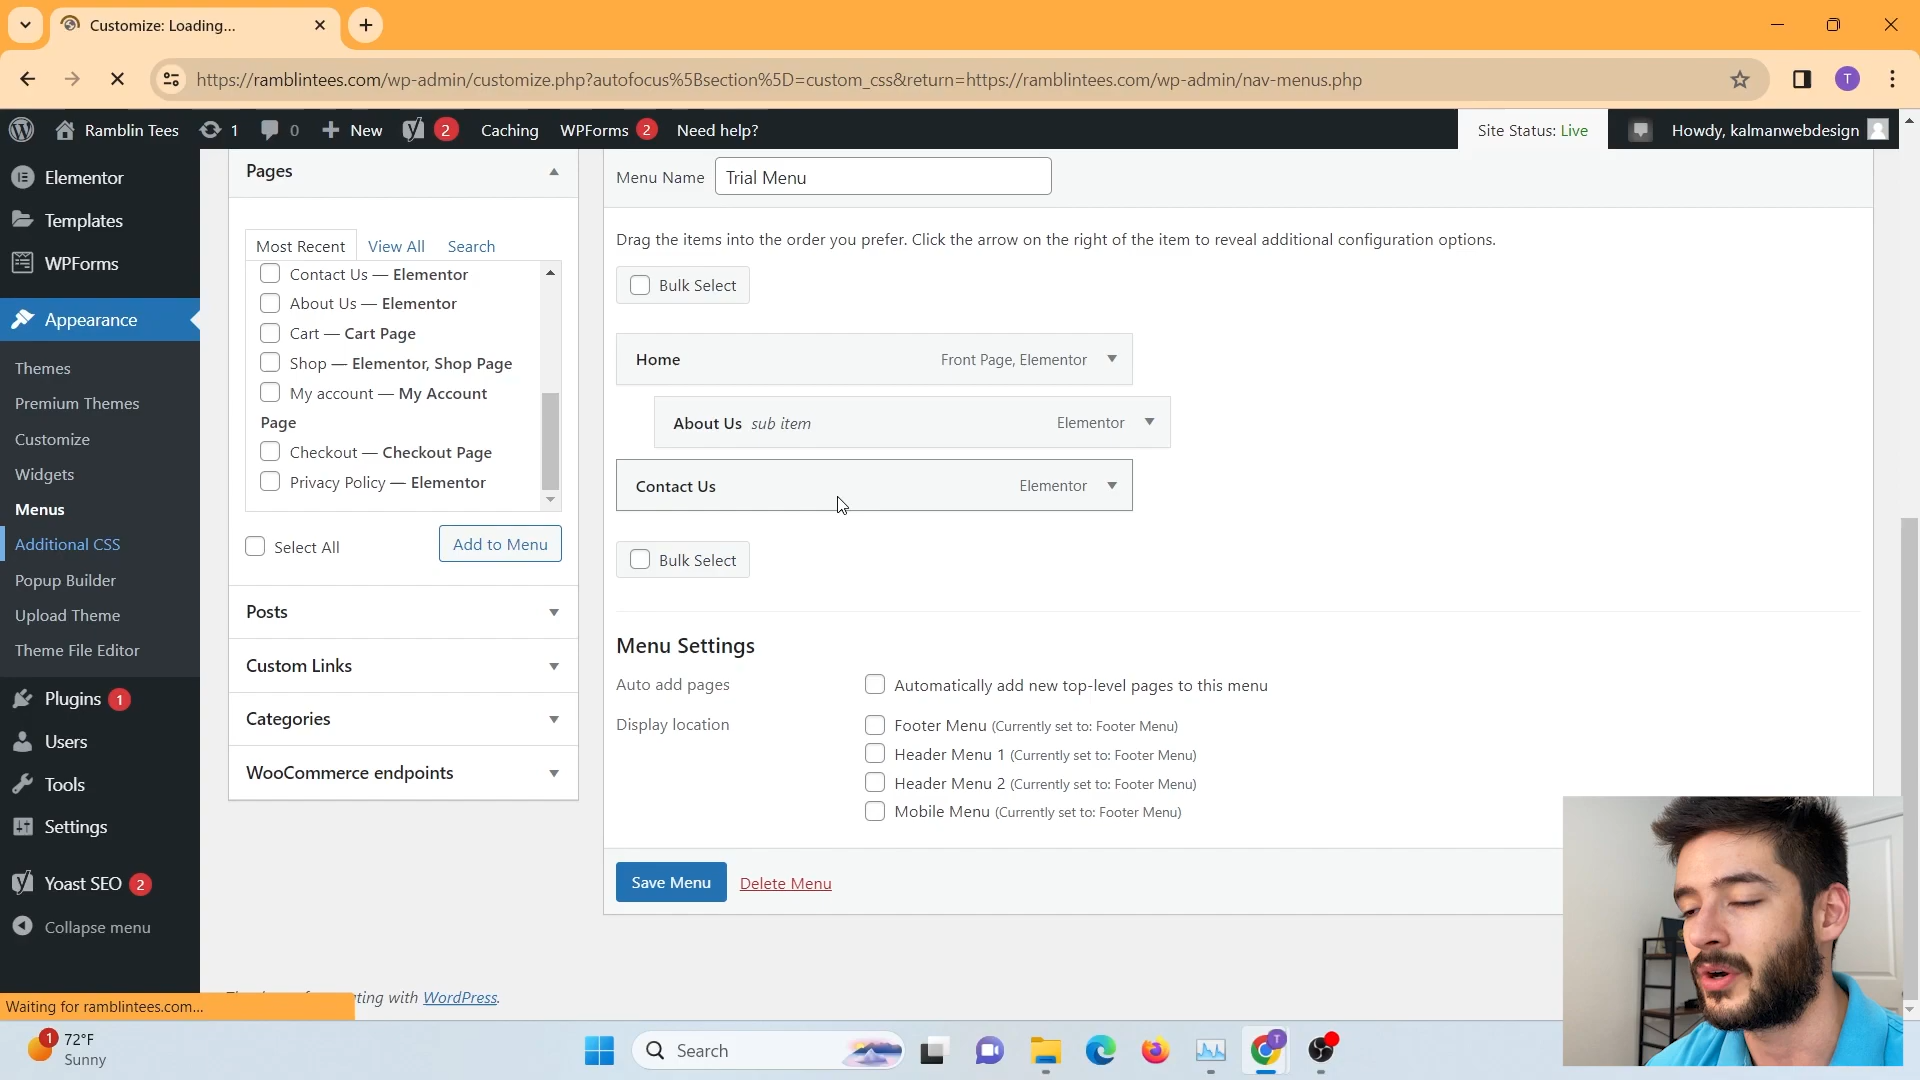 Customize: Loading...
https://ramblintees.com/wp-admin/customize.php?autofocus%5Bsection%5D=custom_css&return=https://ramblintees.com/wp-admin/nav-menus.php
T
Ramblin Tees 1 0 New 2 Caching WPForms 2 Need help? Site Status: Live Howdy, kalmanwebdesign
Elementor
Templates
WPForms
Appearance
Themes
Premium Themes
Customize
Widgets
Menus
Additional CSS
Popup Builder
Upload Theme
Theme File Editor
Plugins 1
Users
Tools
Settings
Yoast SEO 2
Collapse menu
Pages
Most Recent View All Search
Contact Us — Elementor
About Us — Elementor
Cart — Cart Page
Shop — Elementor, Shop Page
My account — My Account
Page
Checkout — Checkout Page
Privacy Policy — Elementor
Select All Add to Menu
Posts
Custom Links
Categories
WooCommerce endpoints
Menu Name Trial Menu
Drag the items into the order you prefer. Click the arrow on the right of the item to reveal additional configuration options.
Bulk Select
Home Front Page, Elementor
About Us sub item Elementor
Contact Us Elementor
Bulk Select
Menu Settings
Auto add pages Automatically add new top-level pages to this menu
Display location Footer Menu (Currently set to: Footer Menu)
Header Menu 1 (Currently set to: Footer Menu)
Header Menu 2 (Currently set to: Footer Menu)
Mobile Menu (Currently set to: Footer Menu)
Save Menu Delete Menu
with WordPress.
Waiting for ramblintees.com...
1 72°F
Sunny
Search
T